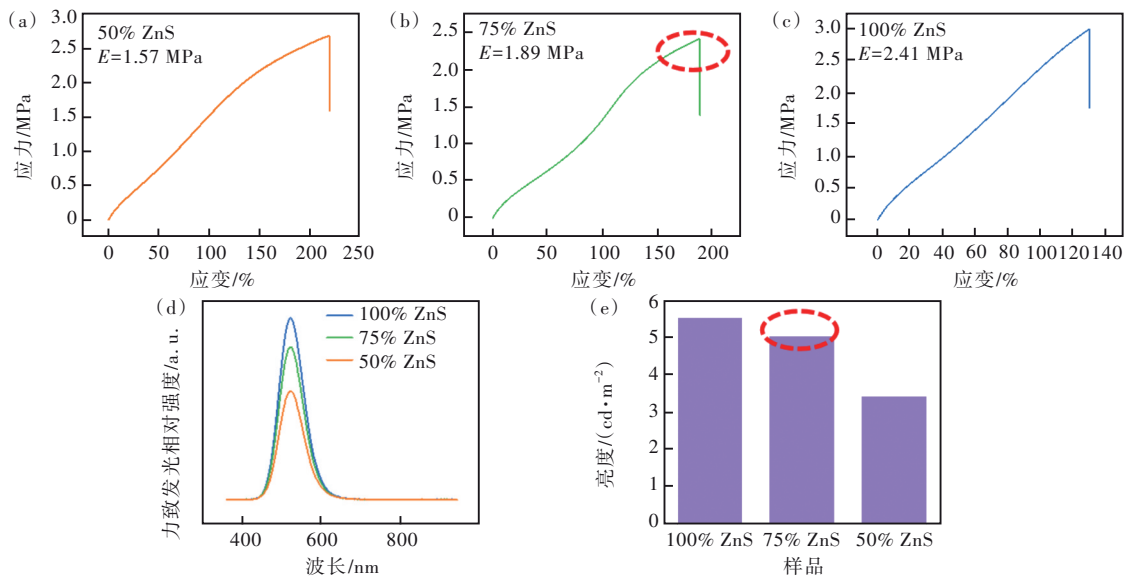 (a)
50% ZnS
E=1.57 MPa
3.0
2.5
2.0
1.5
1.0
0.5
0
应力/MPa
0 50 100 150 200 250
应变/%
(b)
75% ZnS
E=1.89 MPa
2.5
2.0
1.5
1.0
0.5
0
应力/MPa
0 50 100 150 200
应变/%
(c)
100% ZnS
E=2.41 MPa
3.0
2.5
2.0
1.5
1.0
0.5
0
应力/MPa
0 20 40 60 80 100 120 140
应变/%
(d)
100% ZnS
75% ZnS
50% ZnS
力致发光相对强度/a. u.
400 600 800
波长/nm
(e)
6
5
4
3
2
1
0
亮度/(cd•m⁻²)
100% ZnS 75% ZnS 50% ZnS
样品